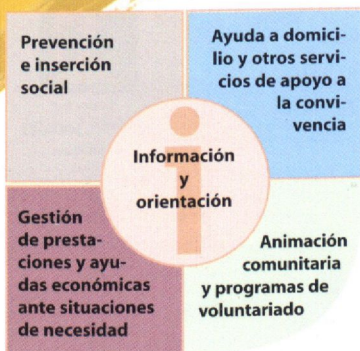 Prevención
e inserción
social
Ayuda a domici-
lio y otros servi-
cios de apoyo a
la convi-
vencia
Información
y
orientación
Gestión
de presta-
ciones y ayu-
das económicas
ante situaciones
de necesidad
Animación
comunitaria
y programas de
voluntariado